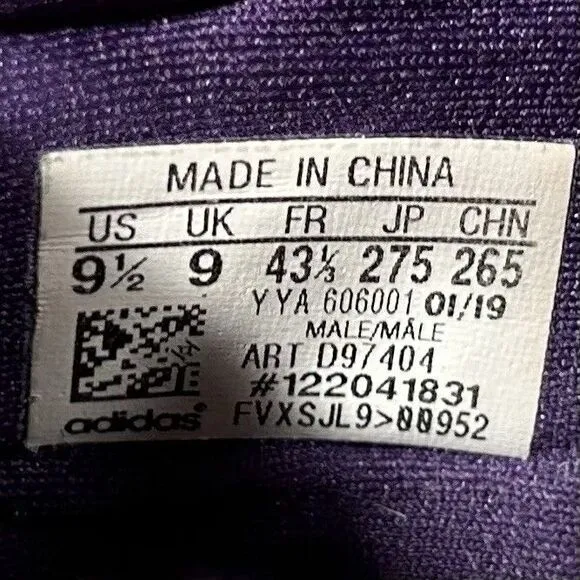 MADE IN CHINA
US UK FR JP CHN
9½ 9 43⅓ 275 265
YYA 606001 01/19
MALE/MÂLE
ART D97404
#122041831
adidas FVXSJL9>00952